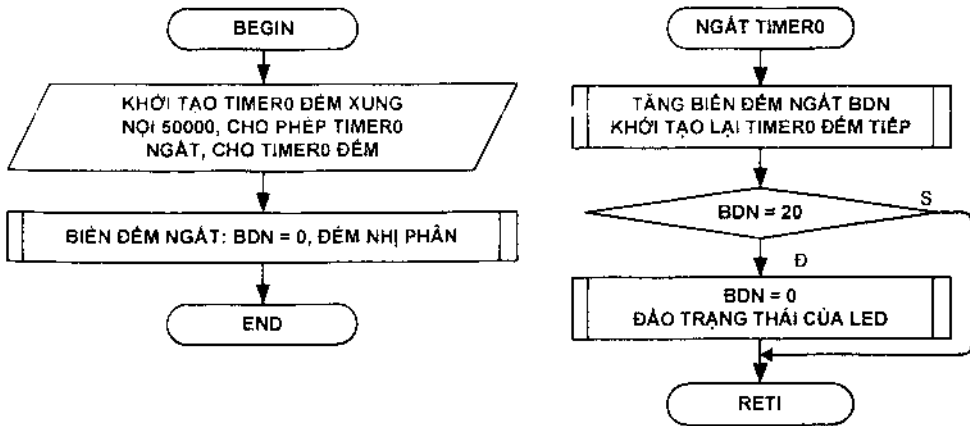 BEGIN
KHỞI TẠO TIMER0 ĐẾM XUNG
NỘI 50000, CHO PHÉP TIMER0
NGẮT, CHO TIMER0 ĐẾM
BIẾN ĐẾM NGẮT: BDN = 0, ĐẾM NHỊ PHÂN
END
NGẮT TIMER0
TĂNG BIẾN ĐẾM NGẮT BDN
KHỞI TẠO LẠI TIMER0 ĐẾM TIẾP
BDN = 20
S
Đ
BDN = 0
ĐẢO TRẠNG THÁI CỦA LED
RETI